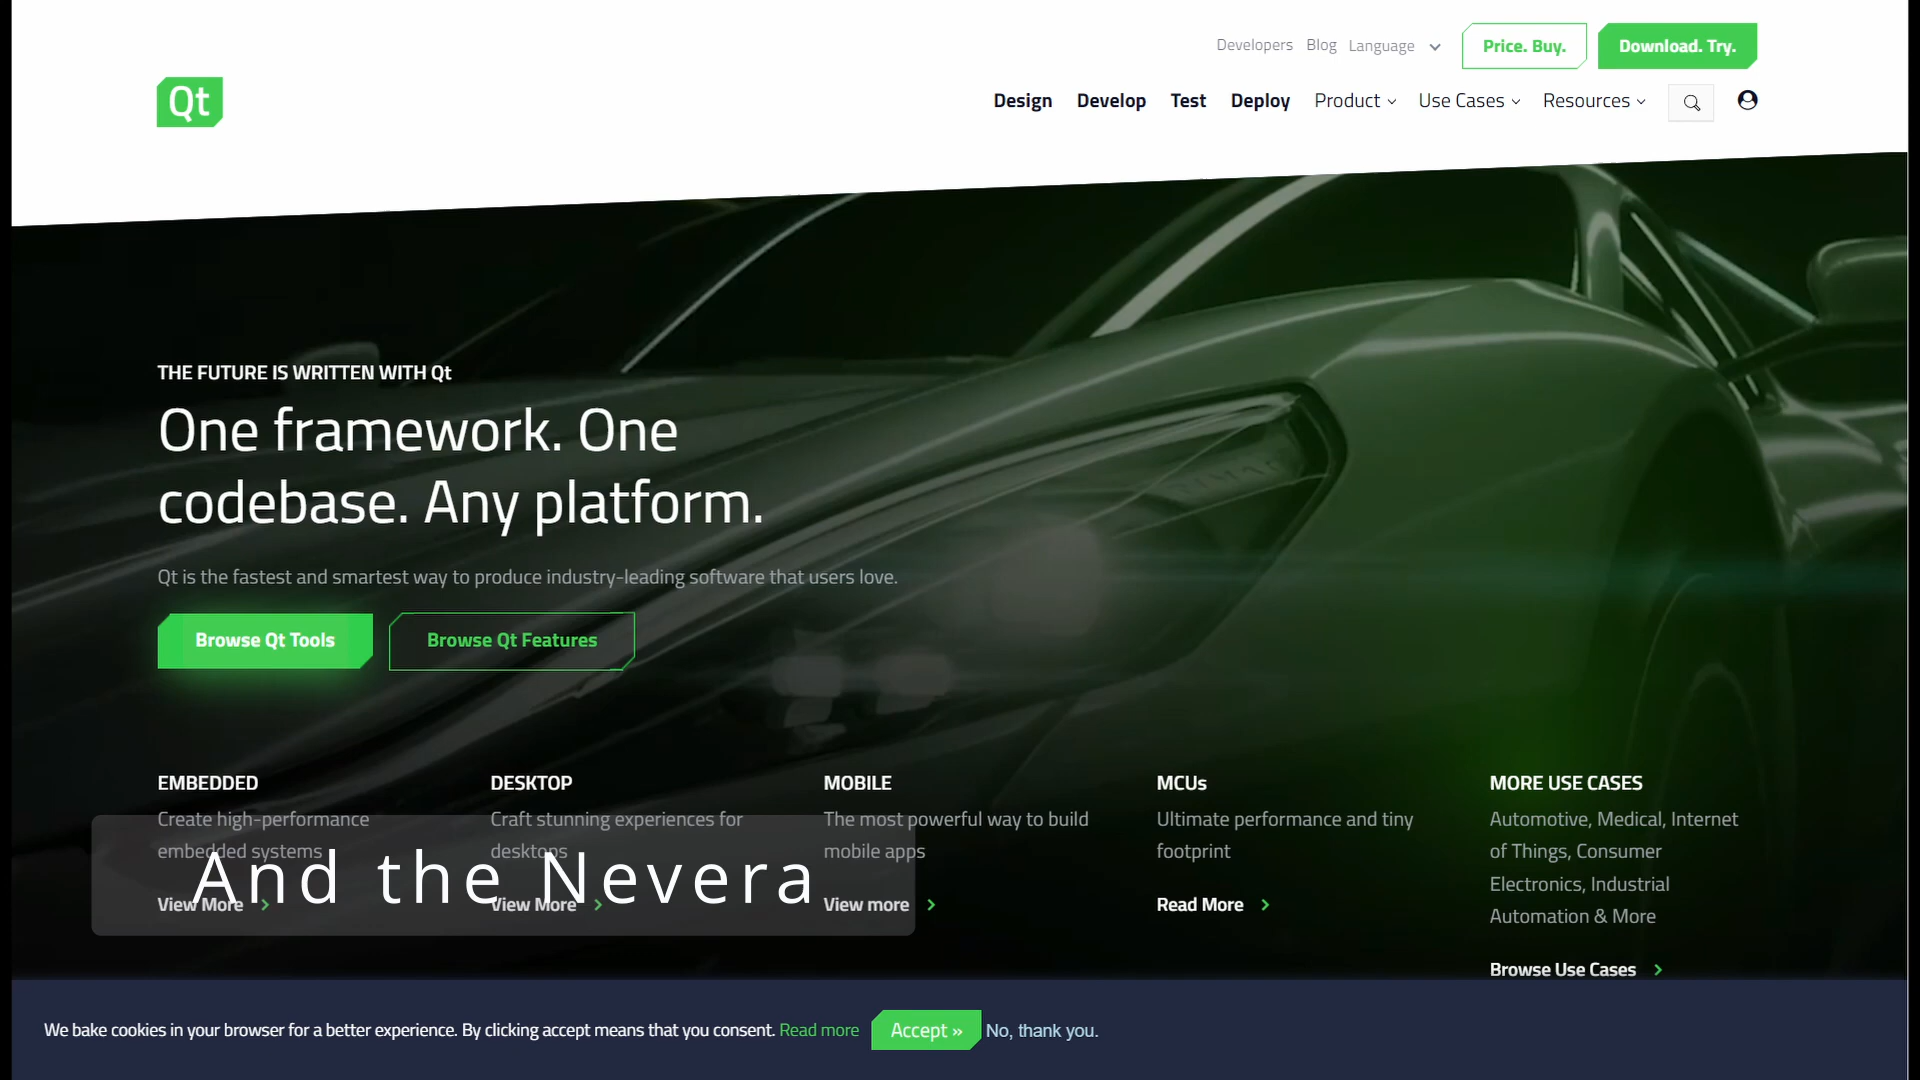 Developers Blog Language Price. Buy. Download. Try.
Qt
Design Develop Test Deploy Product Use Cases Resources
THE FUTURE IS WRITTEN WITH Qt
One framework. One
codebase. Any platform.
Qt is the fastest and smartest way to produce industry-leading software that users love.
Browse Qt Tools Browse Qt Features
EMBEDDED
Create high-performance
embedded systems
View More
DESKTOP
Craft stunning experiences for
desktops
View More
MOBILE
The most powerful way to build
mobile apps
View more
MCUs
Ultimate performance and tiny
footprint
Read More
MORE USE CASES
Automotive, Medical, Internet
of Things, Consumer
Electronics, Industrial
Automation & More
Browse Use Cases
And the Nevera
We bake cookies in your browser for a better experience. By clicking accept means that you consent. Read more Accept » No, thank you.